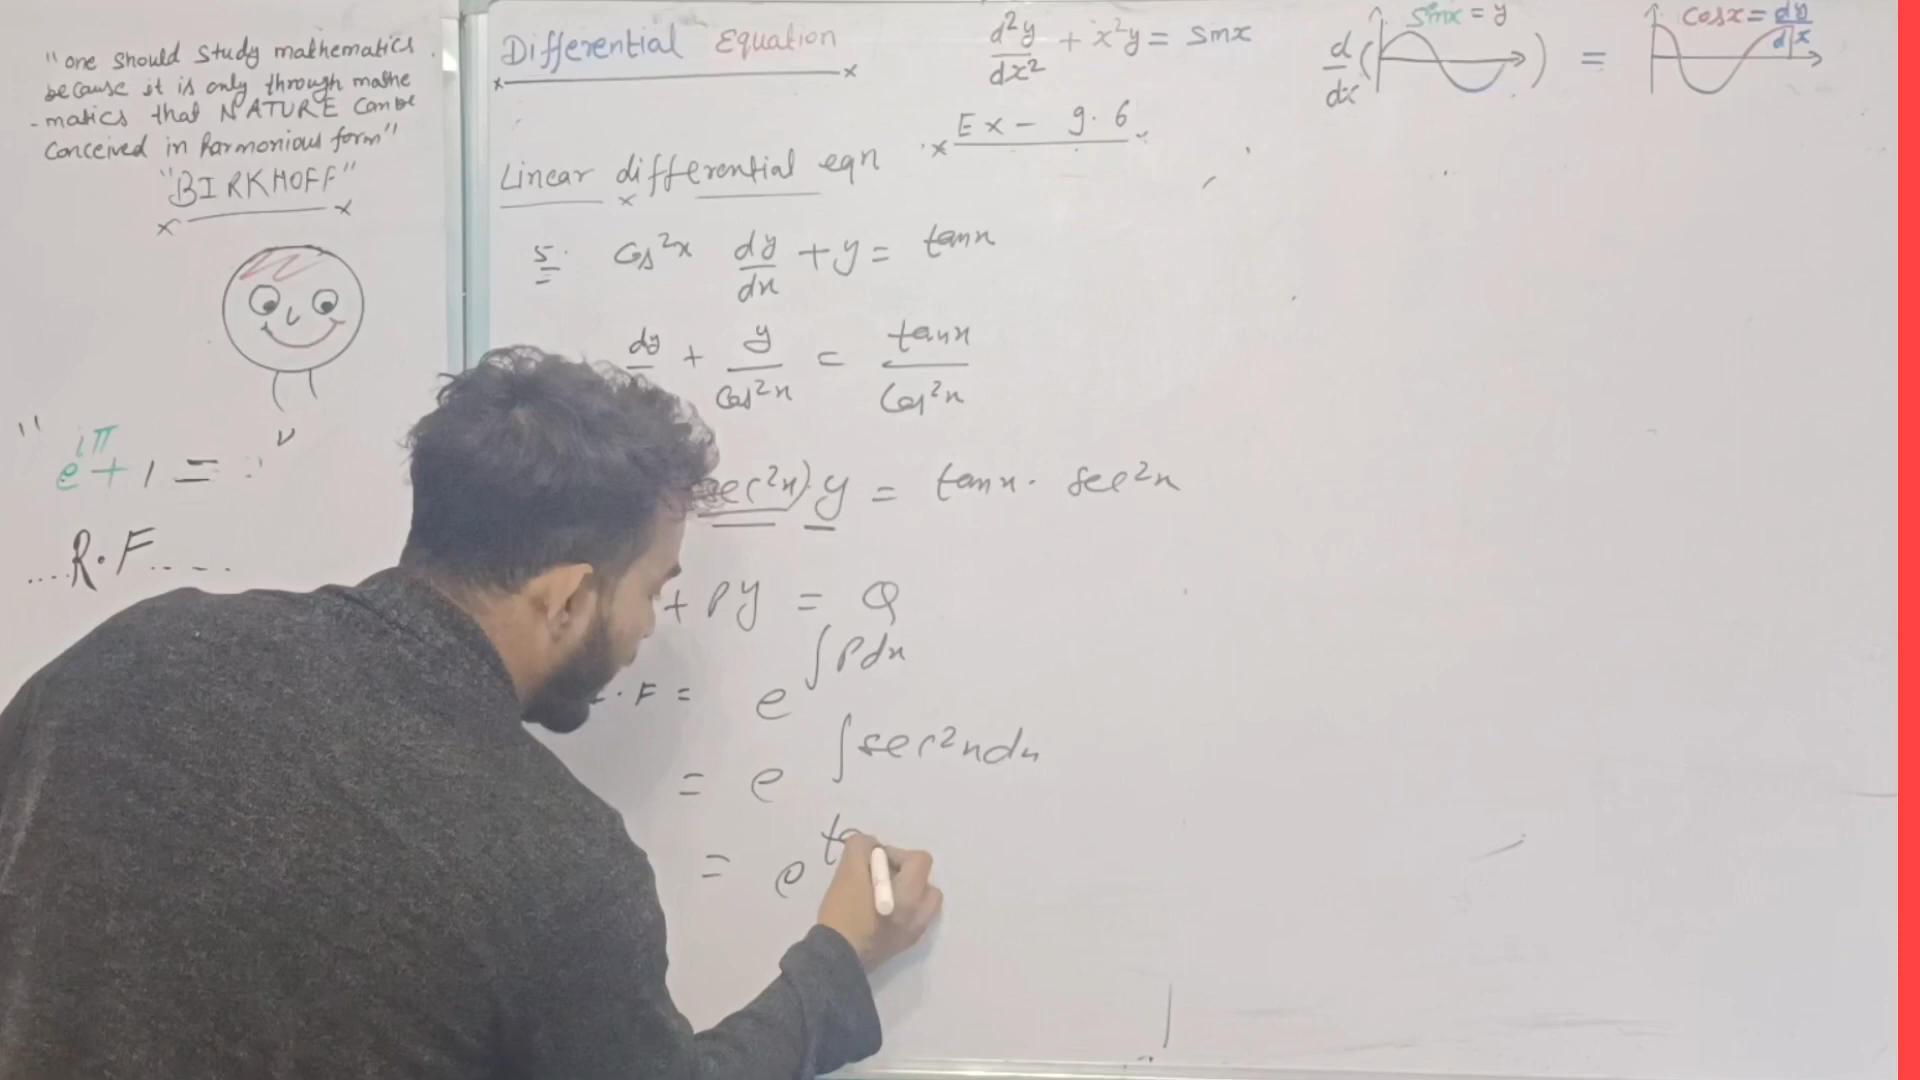 "one should study mathematics
because it is only through mathe
-matics that NATURE can be
conceived in harmonious form"
"BIRKHOFF"
e^iπ + 1 =
....R.F.....
Differential Equation
d²y/dx² + x²y = sinx
d/dx ( sinx = y ) = cosx = dy/dx
Ex - 9.6
Linear differential eqn
5. Cos²x dy/dx + y = tanx
dy + y/Cos²x = tanx/Cos²x
sec²x) y = tanx. sec²x
+ Py = Q
.F = e^∫Pdx
= e^∫sec²xdx
= e